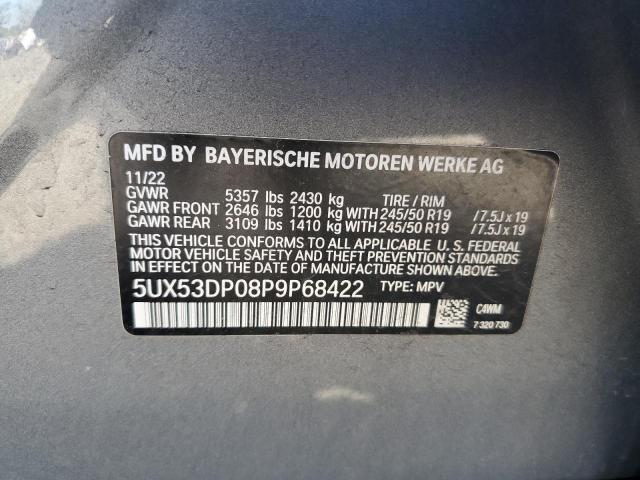 MFD BY BAYERISCHE MOTOREN WERKE AG
11/22
GVWR 5357 lbs 2430 kg TIRE / RIM
GAWR FRONT 2646 lbs 1200 kg WITH 245/50 R19 /7.5J x 19
GAWR REAR 3109 lbs 1410 kg WITH 245/50 R19 /7.5J x 19
THIS VEHICLE CONFORMS TO ALL APPLICABLE U. S. FEDERAL
MOTOR VEHICLE SAFETY AND THEFT PREVENTION STANDARDS
IN EFFECT ON THE DATE OF MANUFACTURE SHOWN ABOVE.
5UX53DP08P9P68422 TYPE: MPV
C4WM
7 320 730